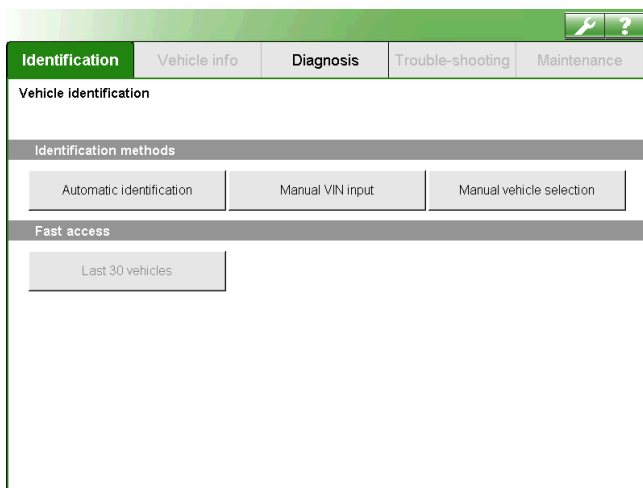 ?
Identification Vehicle info Diagnosis Trouble-shooting Maintenance
Vehicle identification
Identification methods
Automatic identification Manual VIN input Manual vehicle selection
Fast access
Last 30 vehicles